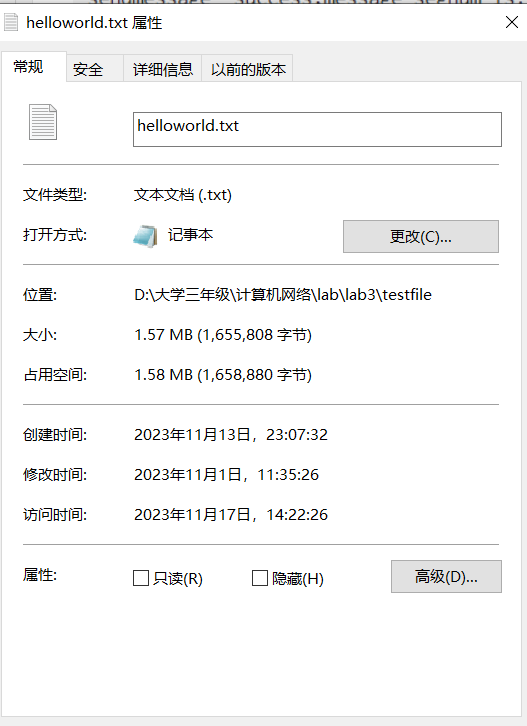 helloworld.txt 属性
常规 安全 详细信息 以前的版本
helloworld.txt
文件类型: 文本文档 (.txt)
打开方式: 记事本 更改(C)...
位置: D:\大学三年级\计算机网络\lab\lab3\testfile
大小: 1.57 MB (1,655,808 字节)
占用空间: 1.58 MB (1,658,880 字节)
创建时间: 2023年11月13日，23:07:32
修改时间: 2023年11月1日，11:35:26
访问时间: 2023年11月17日，14:22:26
属性: 只读(R) 隐藏(H) 高级(D)...